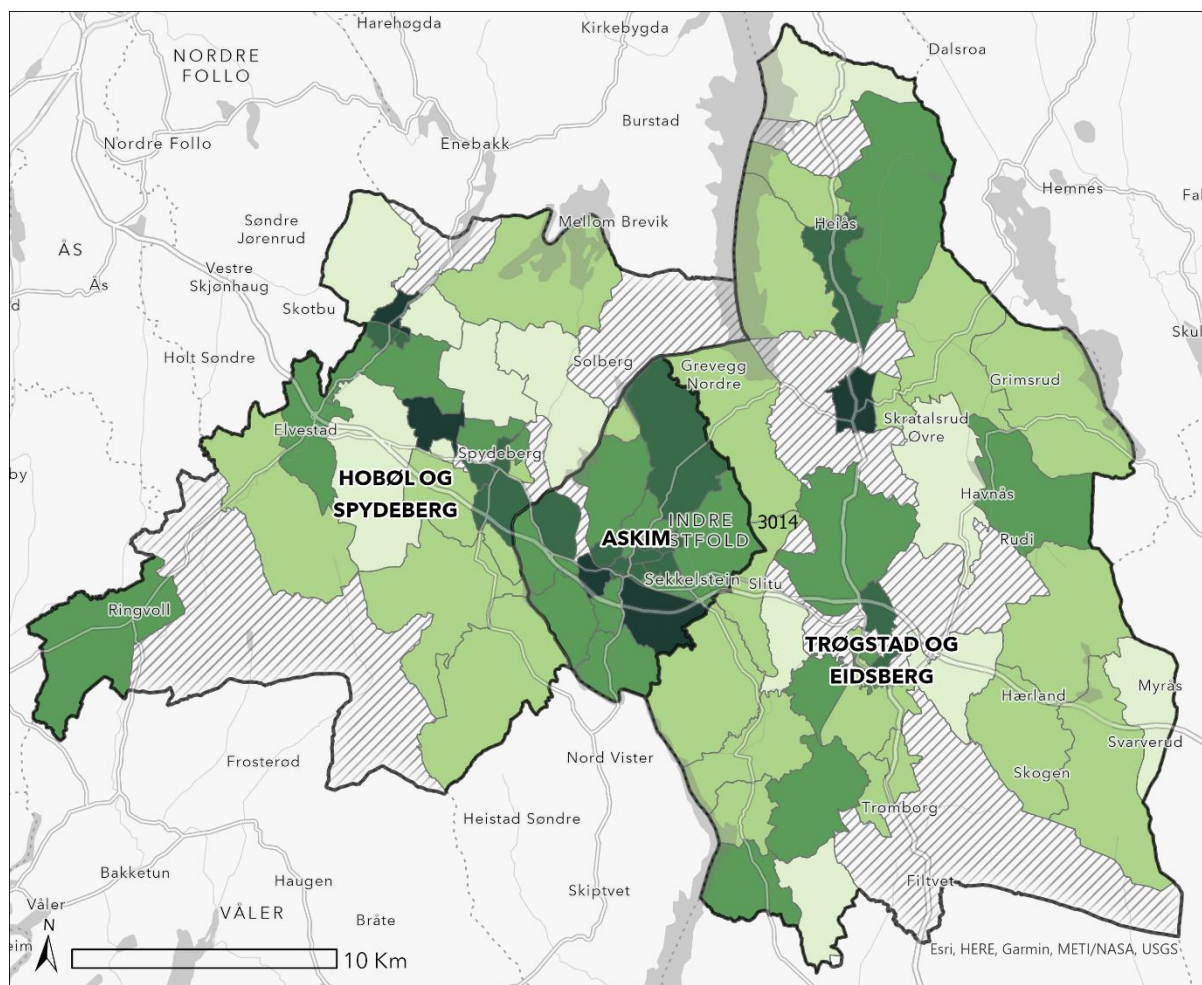 Harehøgda
Kirkebygda
NORDRE
FOLLO
Dalsroa
Burstad
Nordre Follo
Enebakk
Hemnes
Søndre
Jørenrud
Mellom Brevik
Heiås
ÅS
Vestre
Skjønhaug
Ås
Skotbu
Holt Søndre
Solberg
Grevegg
Nordre
Grimsrud
Skratalsrud
Øvre
Elvestad
Spydeberg
HOBØL OG
SPYDEBERG
Havnås
3014
INDRE
ASKIM
Rudi
Sekkelstein
Slitu
Ringvoll
TRØGSTAD OG
EIDSBERG
Myrås
Hærland
Svarverud
Frosterød
Nord Vister
Skogen
Trømborg
Heistad Søndre
Bakketun
Haugen
Skiptvet
Filtvet
Våler
VÅLER
Bråte
N
10 Km
Esri, HERE, Garmin, METI/NASA, USGS